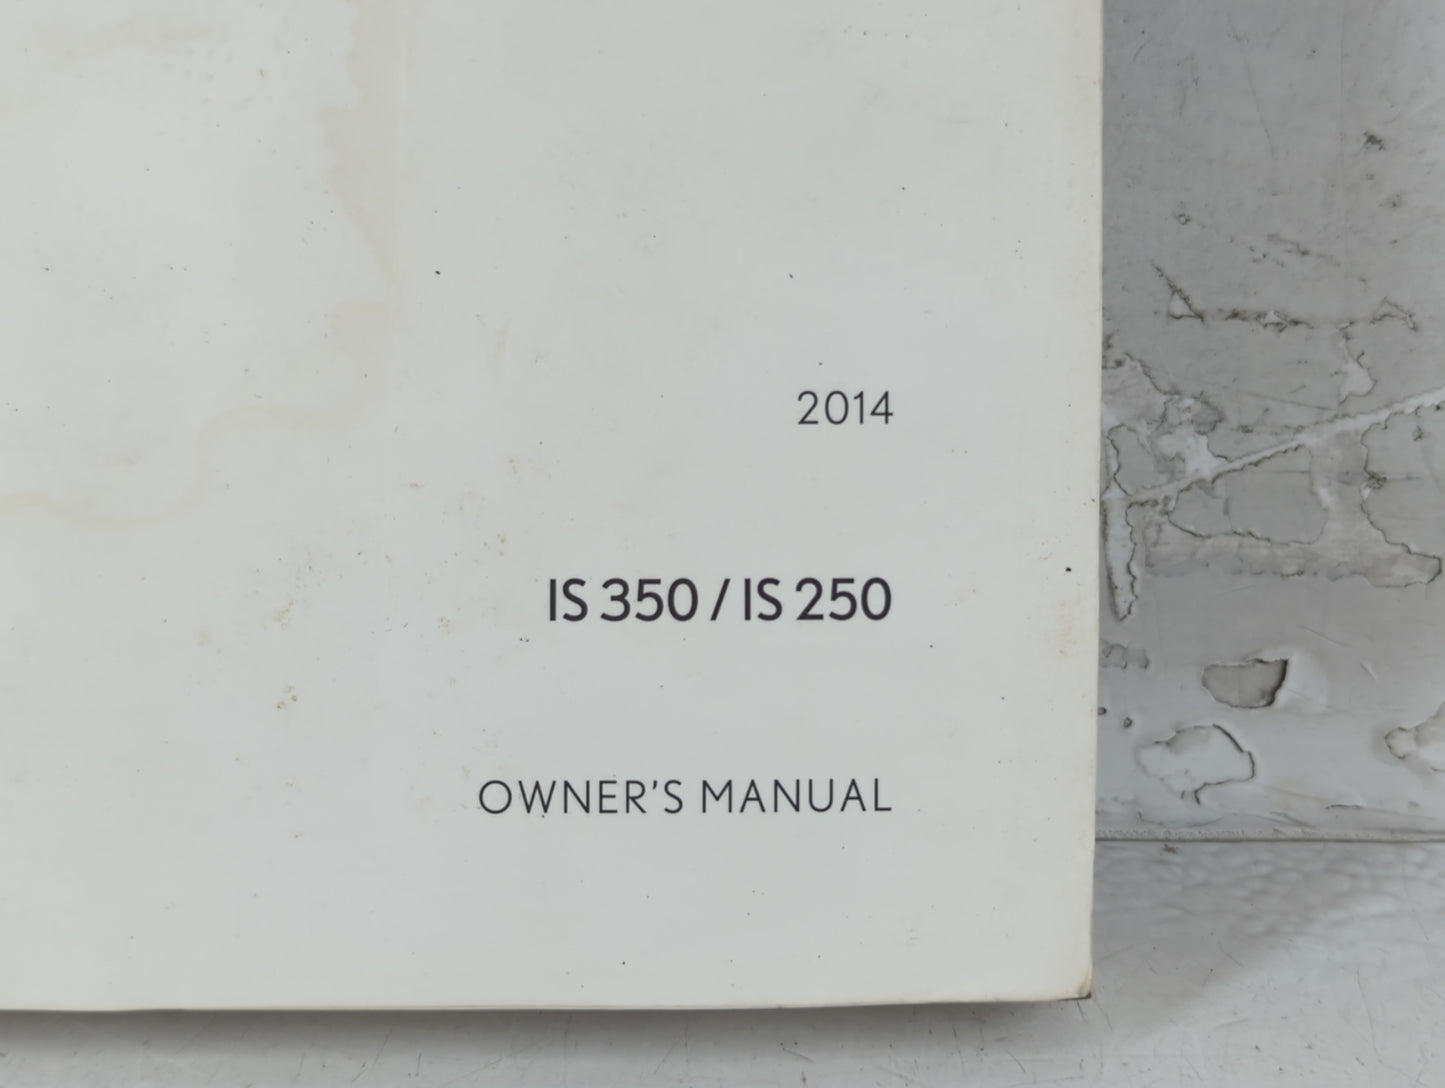 2014
IS 350 / IS 250
OWNER'S MANUAL